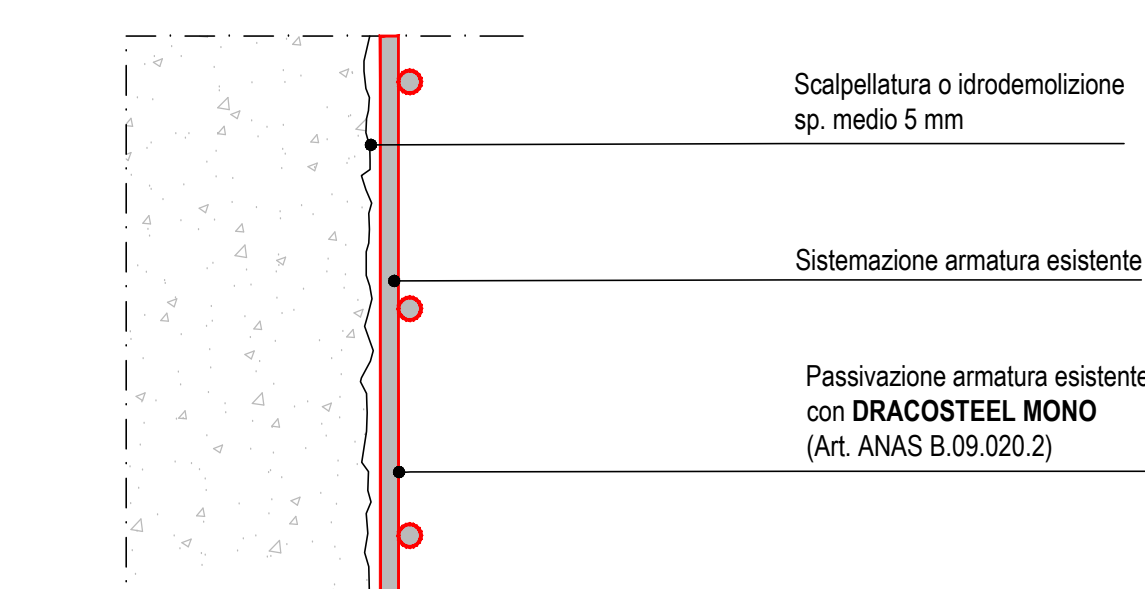 Scalpellatura o idrodemolizione
sp. medio 5 mm
Sistemazione armatura esistente
Passivazione armatura esistente
con DRACOSTEEL MONO
(Art. ANAS B.09.020.2)